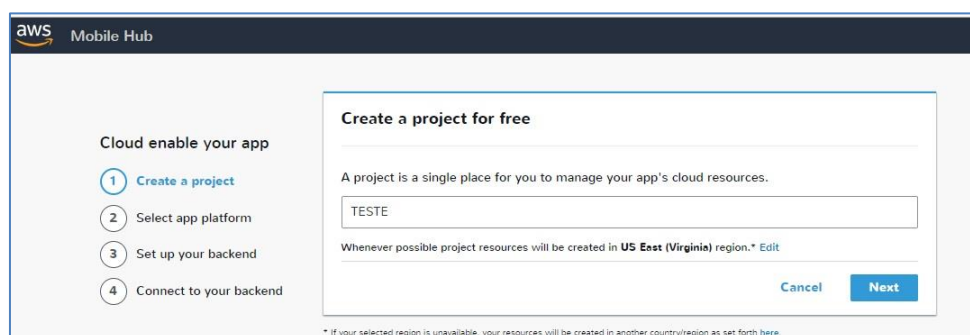 aws Mobile Hub
Cloud enable your app
1 Create a project
2 Select app platform
3 Set up your backend
4 Connect to your backend
Create a project for free
A project is a single place for you to manage your app's cloud resources.
TESTE
Whenever possible project resources will be created in US East (Virginia) region.* Edit
Cancel Next
* If your selected region is unavailable, your resources will be created in another country/region as set forth here